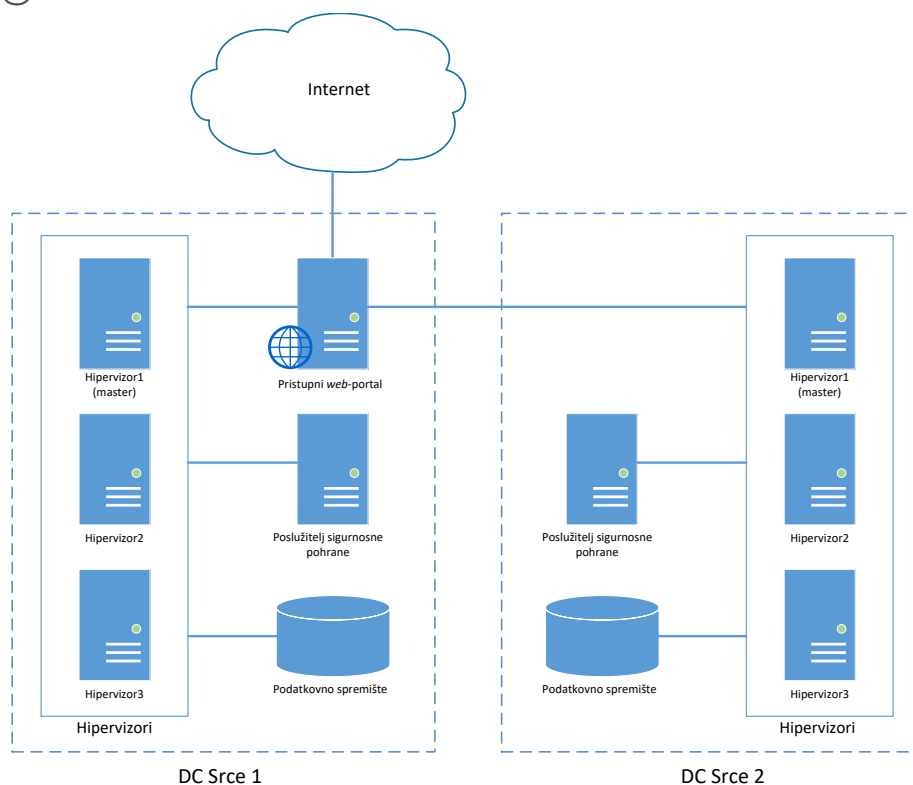 Internet
Hipervizor1
(master)
Pristupni web-portal
Hipervizor1
(master)
Hipervizor2
Poslužitelj sigurnosne
pohrane
Poslužitelj sigurnosne
pohrane
Hipervizor2
Hipervizor3
Podatkovno spremište
Podatkovno spremište
Hipervizor3
Hipervizori
Hipervizori
DC Srce 1
DC Srce 2